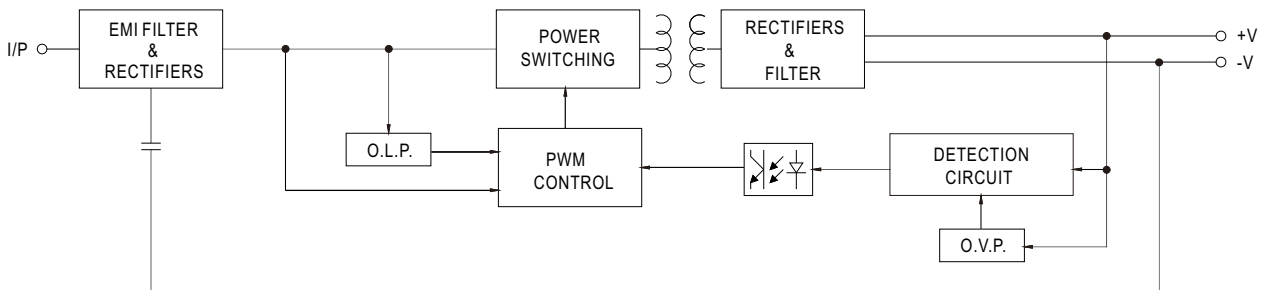 I/P
EMI FILTER
&
RECTIFIERS
POWER
SWITCHING
RECTIFIERS
&
FILTER
+V
-V
O.L.P.
PWM
CONTROL
DETECTION
CIRCUIT
O.V.P.